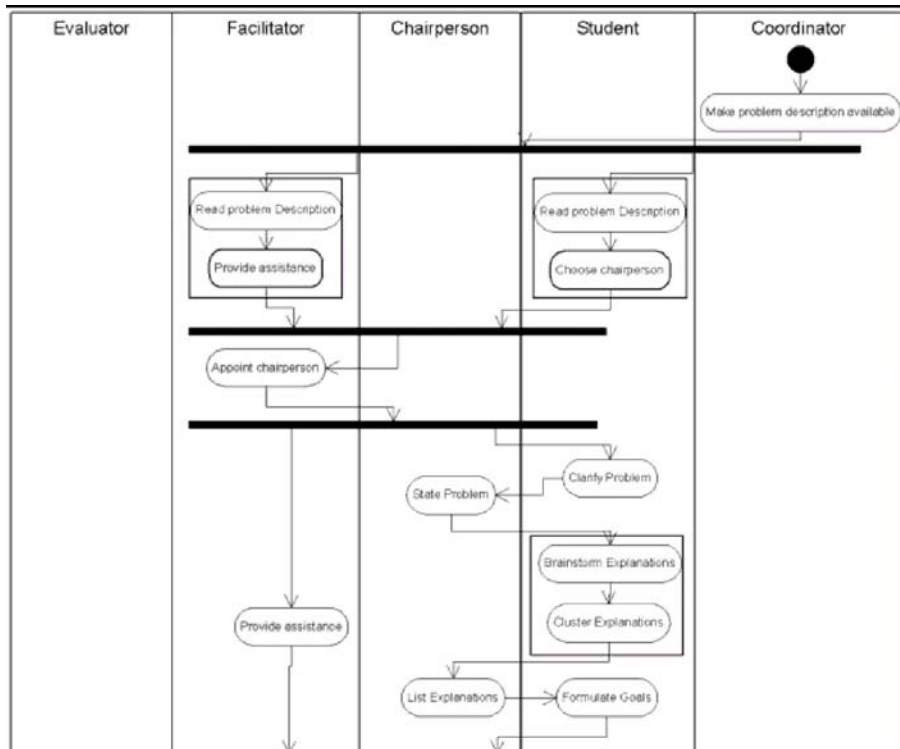 Evaluator
Facilitator
Chairperson
Student
Coordinator
Make problem description available
Read problem Description
Read problem Description
Provide assistance
Choose chairperson
Appoint chairperson
Clarify Problem
State Problem
Brainstorm Explanations
Provide assistance
Cluster Explanations
List Explanations
Formulate Goals